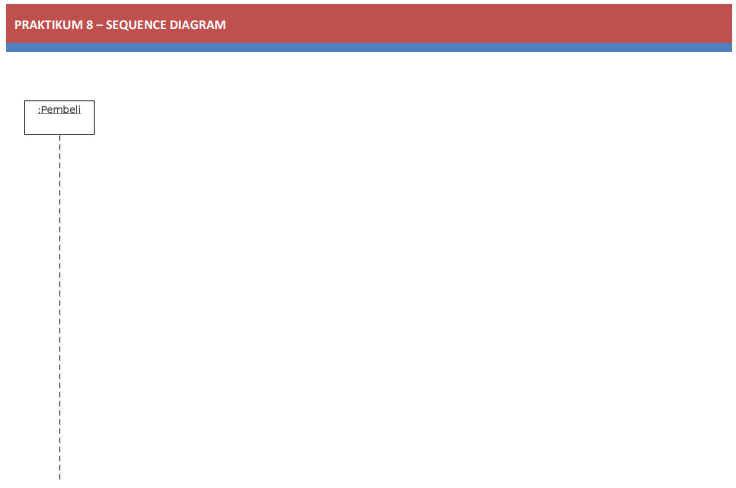 PRAKTIKUM 8 – SEQUENCE DIAGRAM
:Pembeli